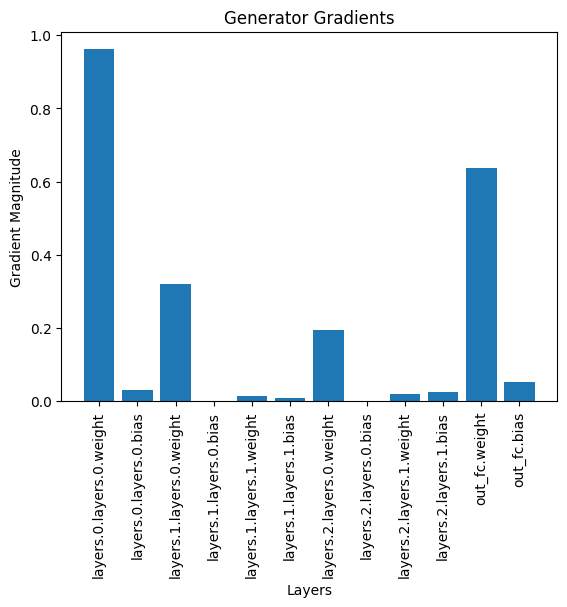 Generator Gradients
1.0
0.8
0.6
0.4
0.2
0.0
Gradient Magnitude
layers.0.layers.0.weight
layers.0.layers.0.bias
layers.1.layers.0.weight
layers.1.layers.0.bias
layers.1.layers.1.weight
layers.1.layers.1.bias
layers.2.layers.0.weight
layers.2.layers.0.bias
layers.2.layers.1.weight
layers.2.layers.1.bias
out_fc.weight
out_fc.bias
Layers